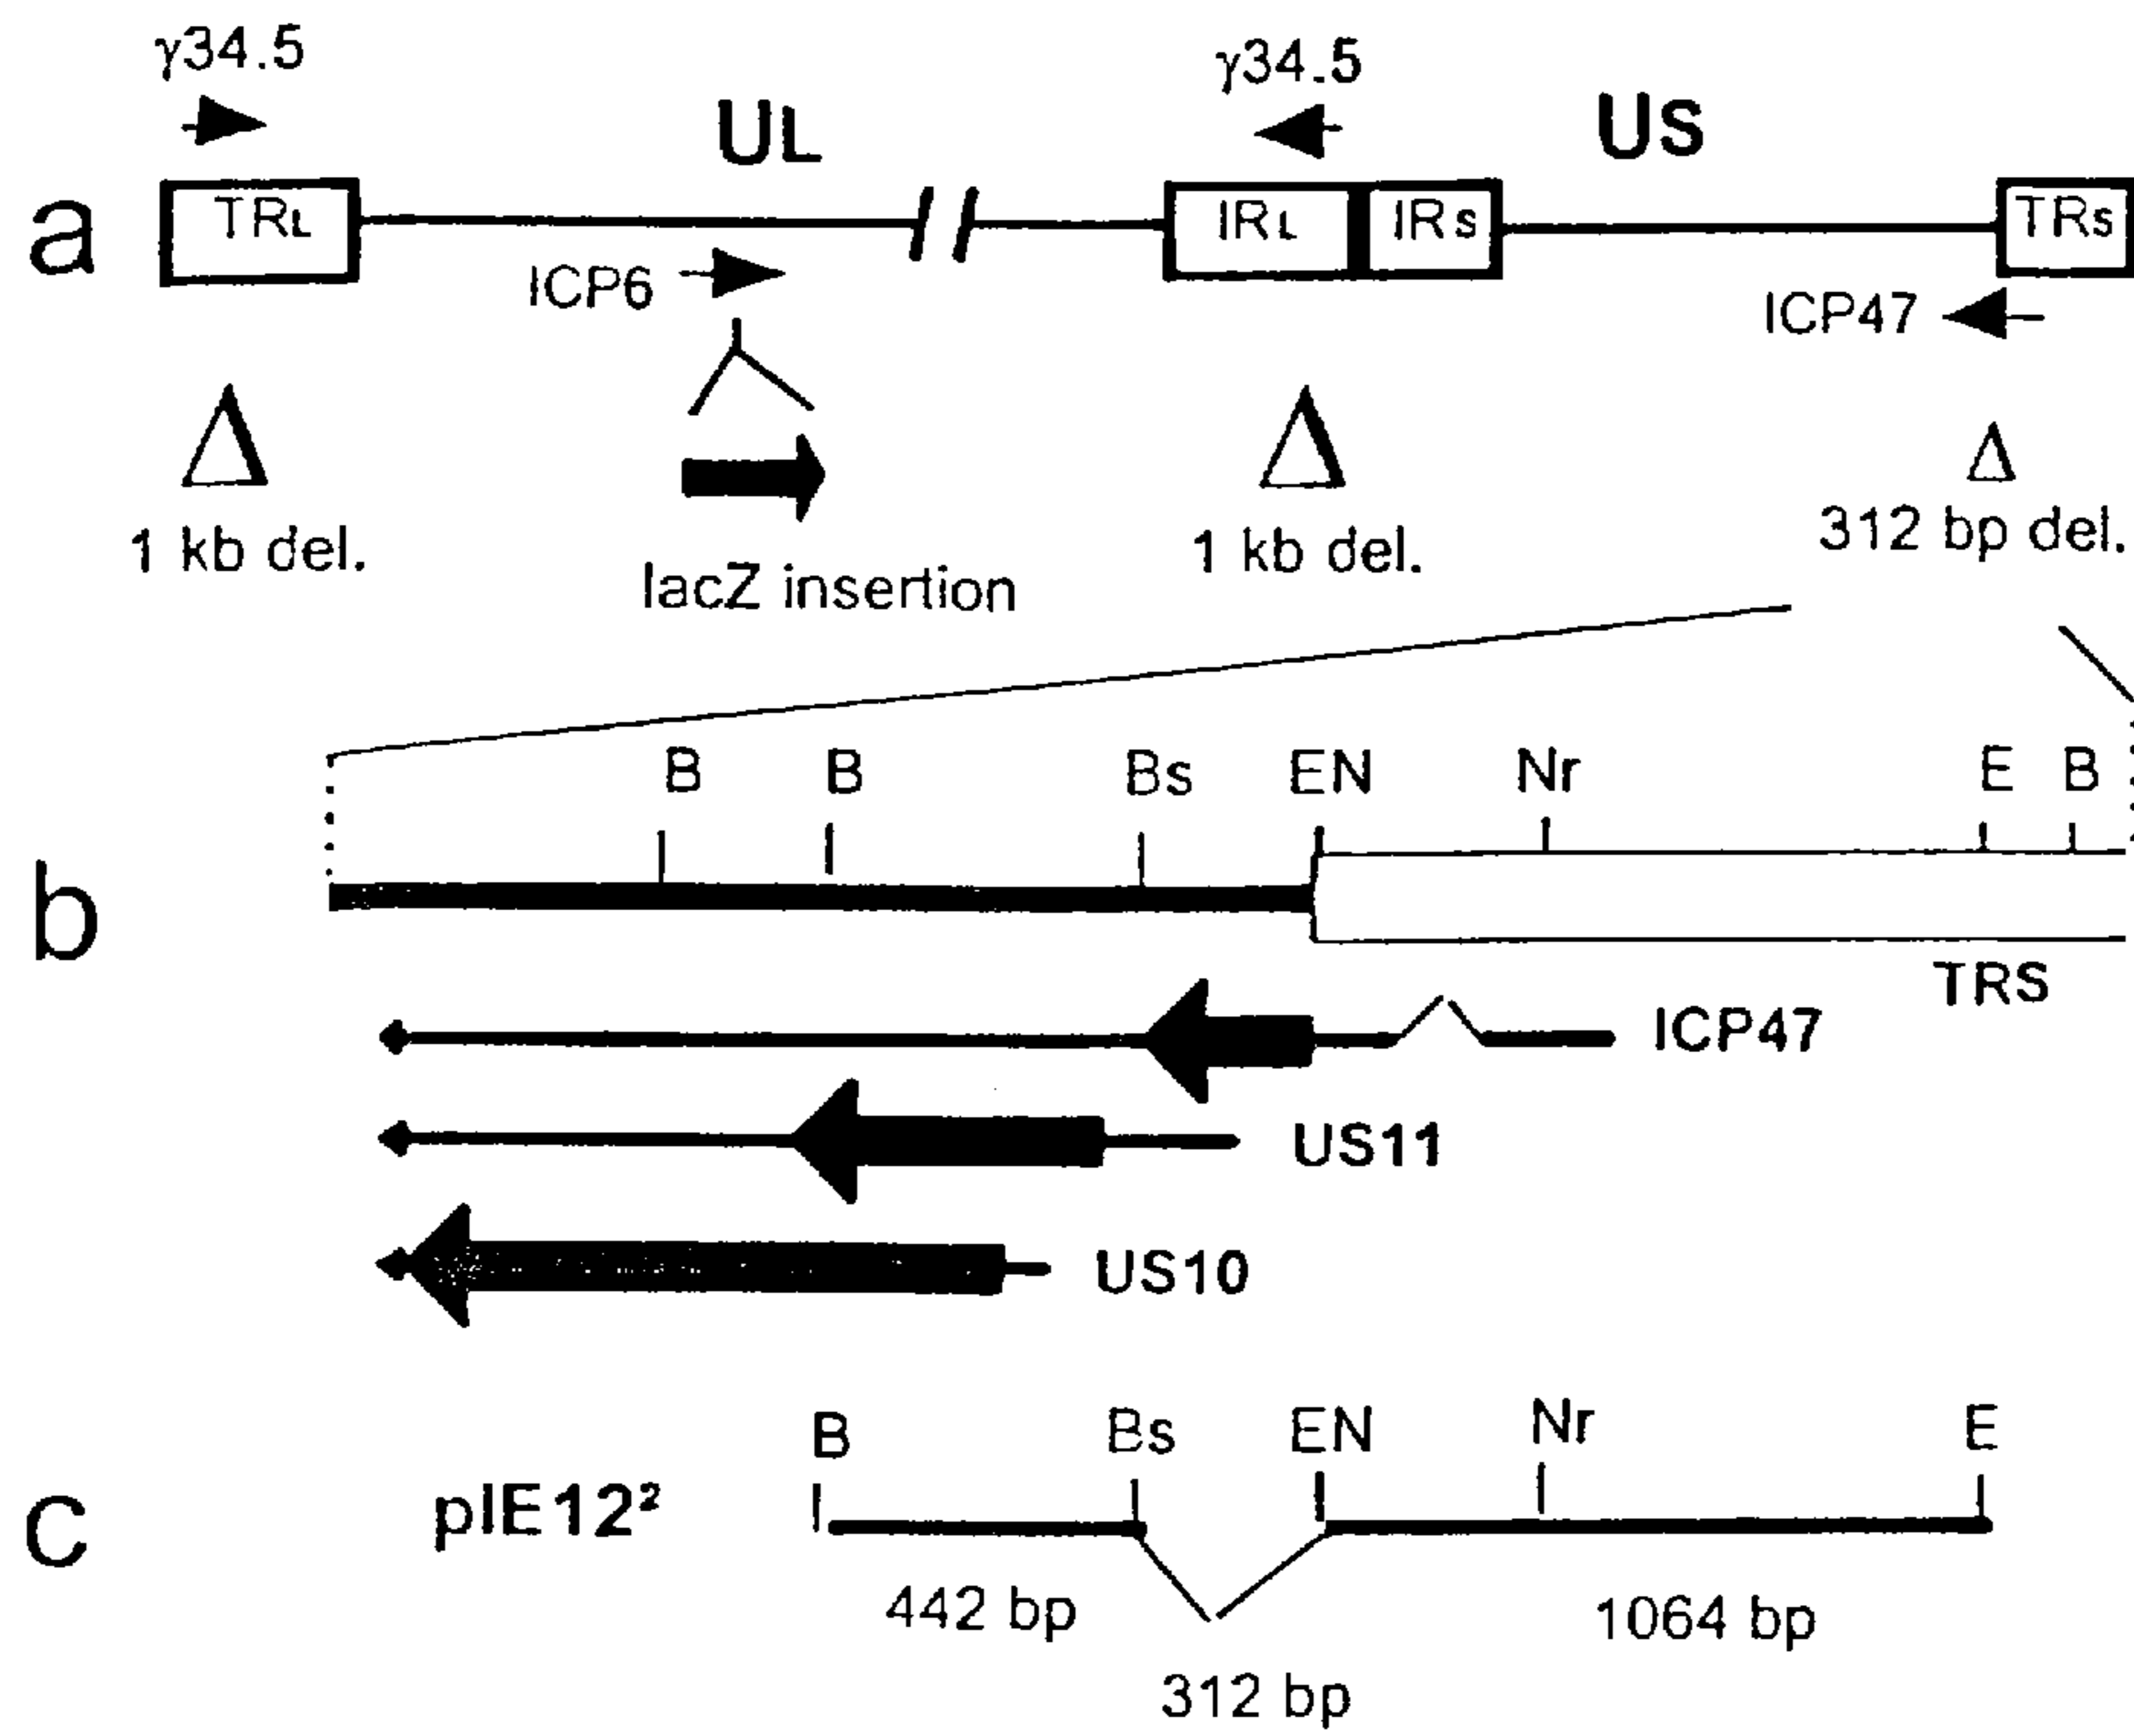 γ34.5 γ34.5
UL US
a TRL IRL IRS TRS
ICP6 ICP47
Δ Δ Δ
1 kb del. lacZ insertion 1 kb del. 312 bp del.
B B Bs EN Nr E B
b
TRS
ICP47
US11
US10
B Bs EN Nr E
c pIE12²
442 bp 1064 bp
312 bp